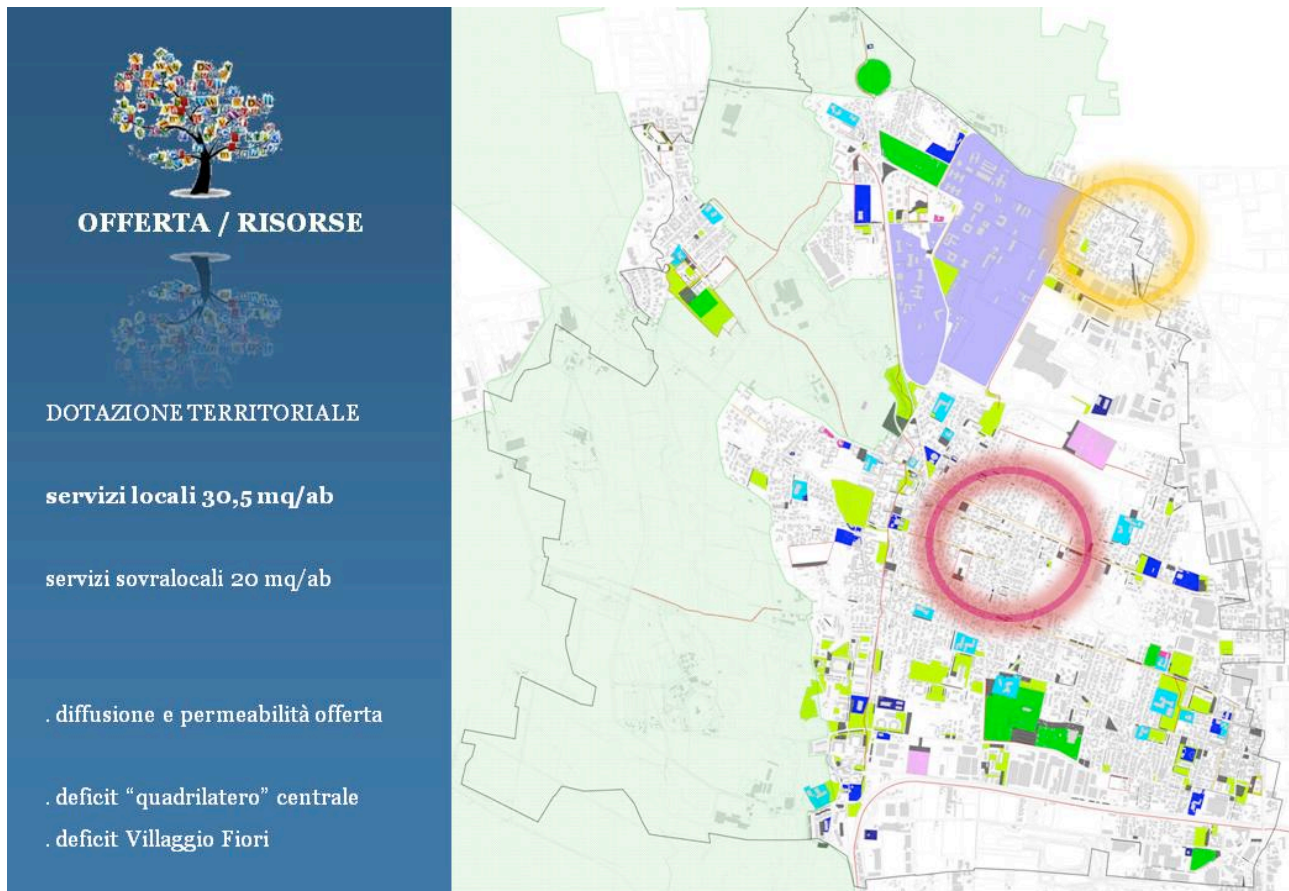 OFFERTA / RISORSE
DOTAZIONE TERRITORIALE
servizi locali 30,5 mq/ab
servizi sovralocali 20 mq/ab
. diffusione e permeabilità offerta
. deficit “quadrilatero” centrale
. deficit Villaggio Fiori